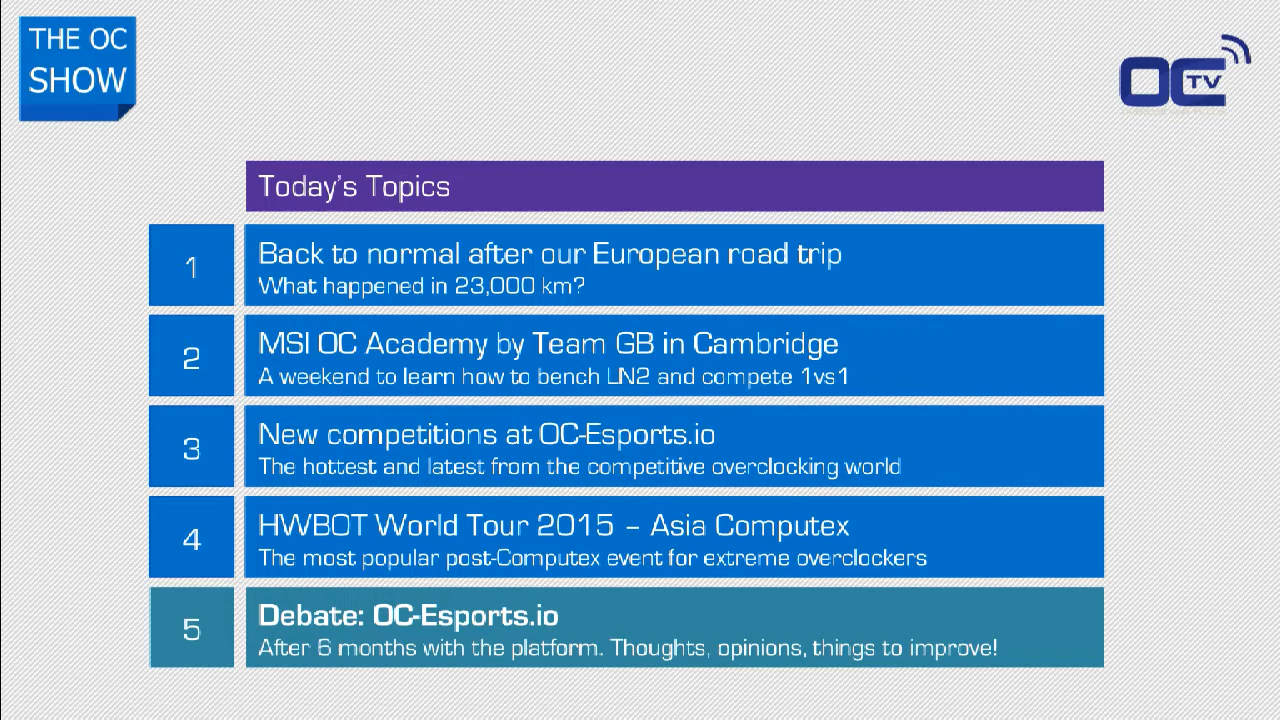 THE OC
SHOW
OC TV
Today's Topics
1
Back to normal after our European road trip
What happened in 23,000 km?
2
MSI OC Academy by Team GB in Cambridge
A weekend to learn how to bench LN2 and compete 1vs1
3
New competitions at OC-Esports.io
The hottest and latest from the competitive overclocking world
4
HWBOT World Tour 2015 – Asia Computex
The most popular post-Computex event for extreme overclockers
5
Debate: OC-Esports.io
After 6 months with the platform. Thoughts, opinions, things to improve!